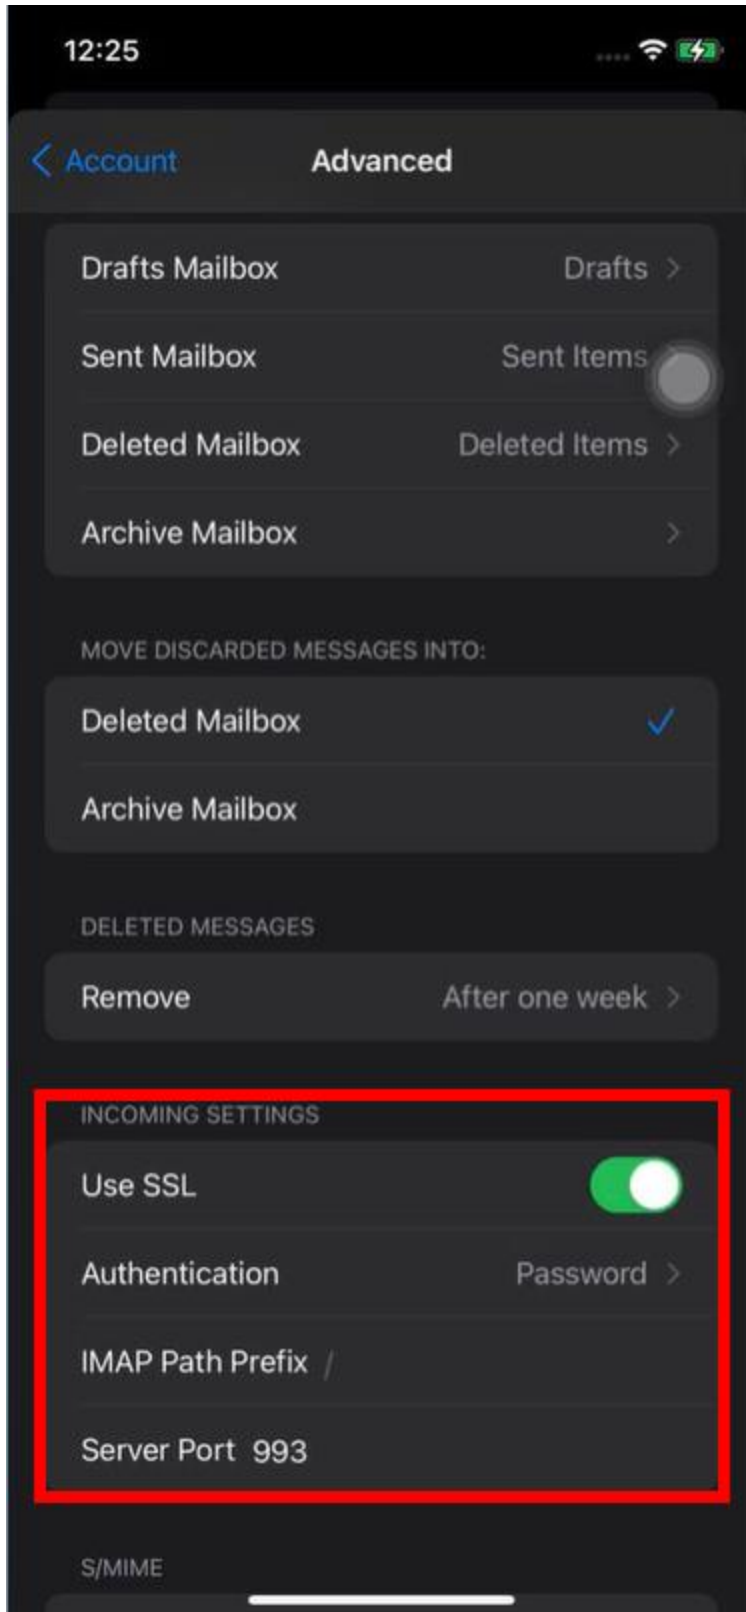 12:25
Account Advanced
Drafts Mailbox Drafts
Sent Mailbox Sent Items
Deleted Mailbox Deleted Items
Archive Mailbox
MOVE DISCARDED MESSAGES INTO:
Deleted Mailbox
Archive Mailbox
DELETED MESSAGES
Remove After one week
INCOMING SETTINGS
Use SSL
Authentication Password
IMAP Path Prefix /
Server Port 993
S/MIME